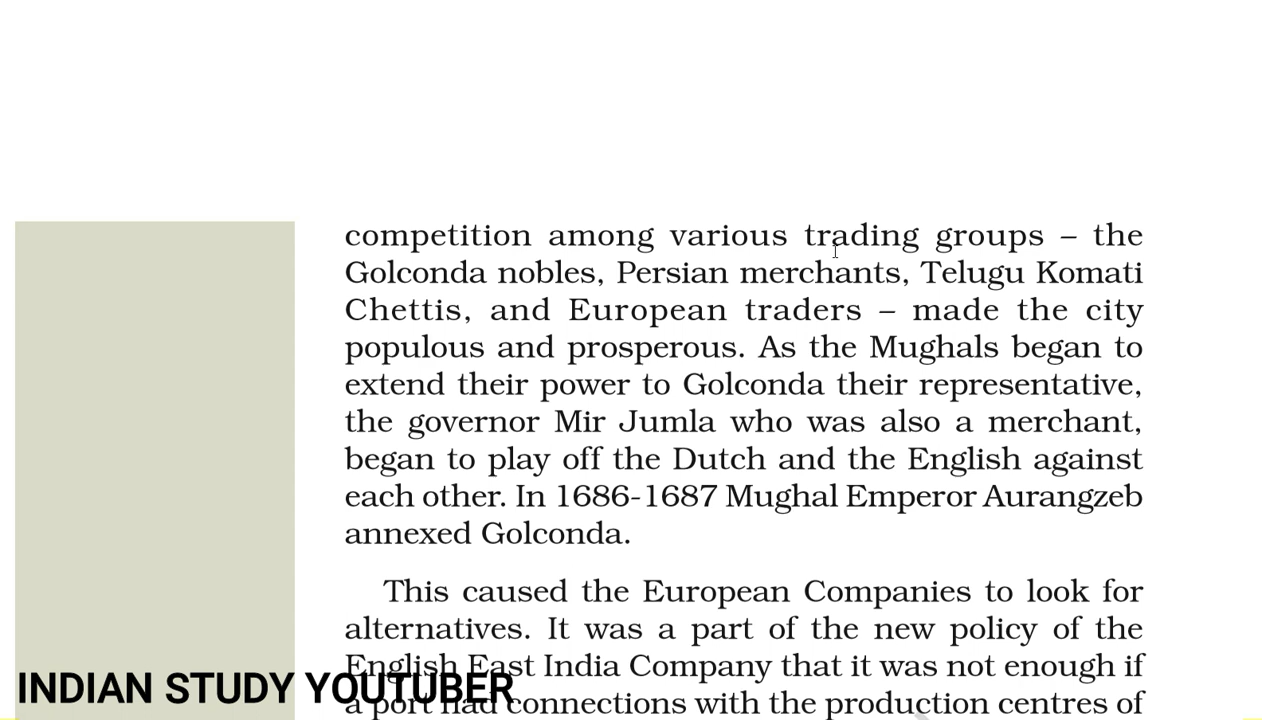 competition among various trading groups – the
Golconda nobles, Persian merchants, Telugu Komati
Chettis, and European traders – made the city
populous and prosperous. As the Mughals began to
extend their power to Golconda their representative,
the governor Mir Jumla who was also a merchant,
began to play off the Dutch and the English against
each other. In 1686-1687 Mughal Emperor Aurangzeb
annexed Golconda.
This caused the European Companies to look for
alternatives. It was a part of the new policy of the
English East India Company that it was not enough if
a port had connections with the production centres of
INDIAN STUDY YOUTUBER